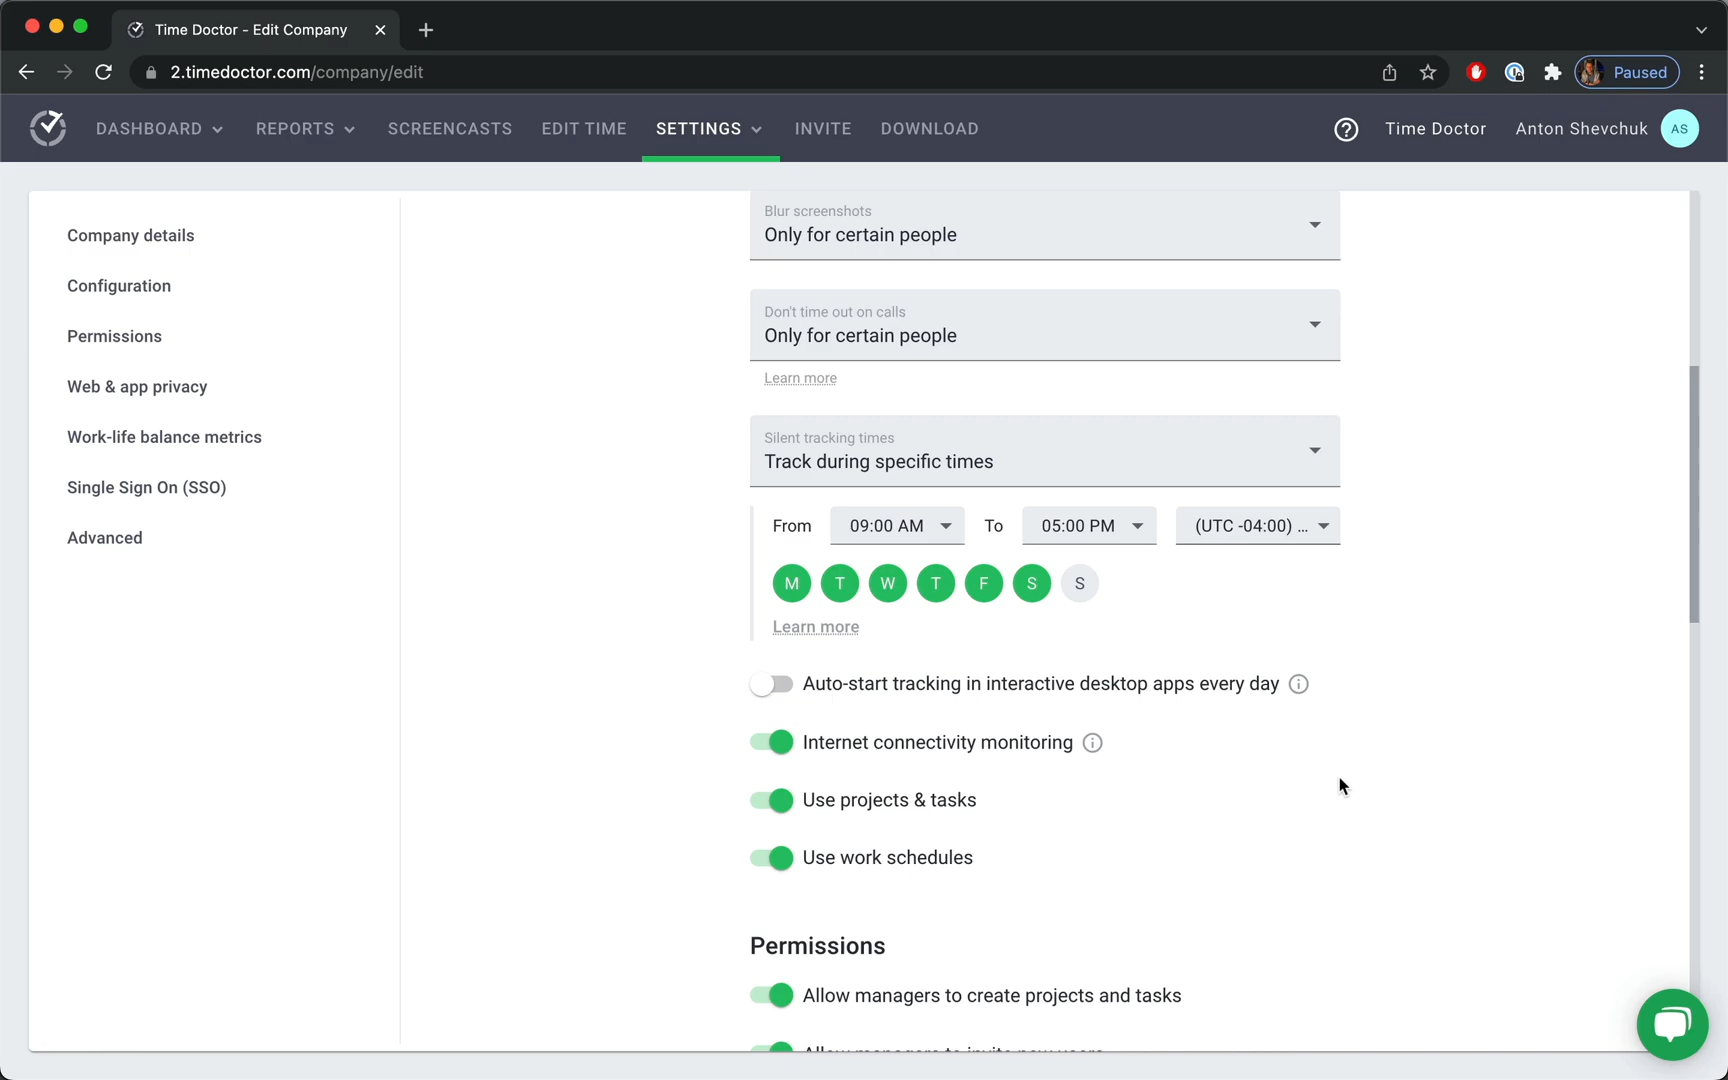 Time Doctor - Edit Company
2.timedoctor.com/company/edit
Paused
DASHBOARD
REPORTS
SCREENCASTS
EDIT TIME
SETTINGS
INVITE
DOWNLOAD
Time Doctor
Anton Shevchuk
AS
Company details
Configuration
Permissions
Web & app privacy
Work-life balance metrics
Single Sign On (SSO)
Advanced
Blur screenshots
Only for certain people
Don't time out on calls
Only for certain people
Learn more
Silent tracking times
Track during specific times
From 09:00 AM To 05:00 PM (UTC -04:00) ...
M T W T F S S
Learn more
Auto-start tracking in interactive desktop apps every day
Internet connectivity monitoring
Use projects & tasks
Use work schedules
Permissions
Allow managers to create projects and tasks
Allow managers to invite new users